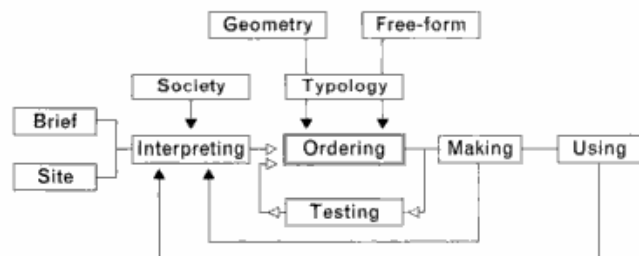 Geometry
Free-form
Society
Typology
Brief
Interpreting
Ordering
Making
Using
Site
Testing